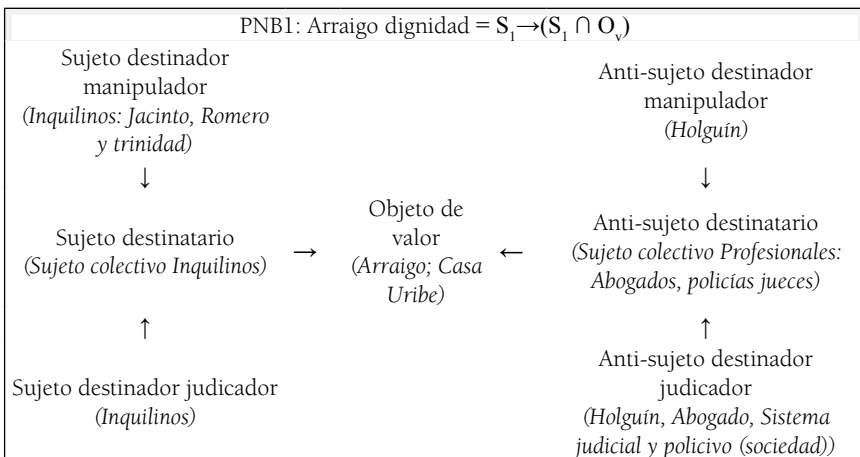 PNB1: Arraigo dignidad = S₁→(S₁ ∩ Oᵥ)
Sujeto destinador
manipulador
(Inquilinos: Jacinto, Romero
y trinidad)
↓
Sujeto destinatario
(Sujeto colectivo Inquilinos)
↑
Sujeto destinador judicador
(Inquilinos)
→
Objeto de
valor
(Arraigo; Casa
Uribe)
←
Anti-sujeto destinador
manipulador
(Holguín)
↓
Anti-sujeto destinatario
(Sujeto colectivo Profesionales:
Abogados, policías jueces)
↑
Anti-sujeto destinador
judicador
(Holguín, Abogado, Sistema
judicial y policivo (sociedad))